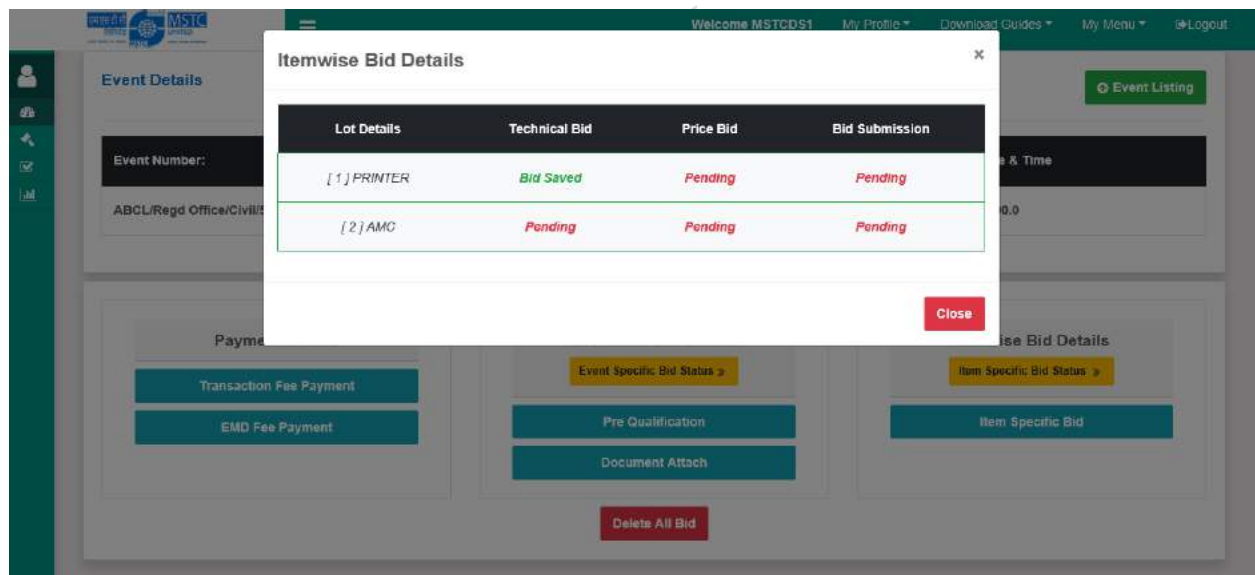 MSTC
Welcome MSTCDS1
My Profile
Download Guides
My Menu
Logout
Itemwise Bid Details
×
Event Details
Event Listing
Lot Details
Technical Bid
Price Bid
Bid Submission
[ 1 ] PRINTER
Bid Saved
Pending
Pending
[ 2 ] AMC
Pending
Pending
Pending
Event Number:
& Time
ABCL/Regd Office/Civil/
0.0
Close
Payme
ise Bid Details
Event Specific Bid Status »
Item Specific Bid Status »
Transaction Fee Payment
EMD Fee Payment
Pre Qualification
Document Attach
Item Specific Bid
Delete All Bid